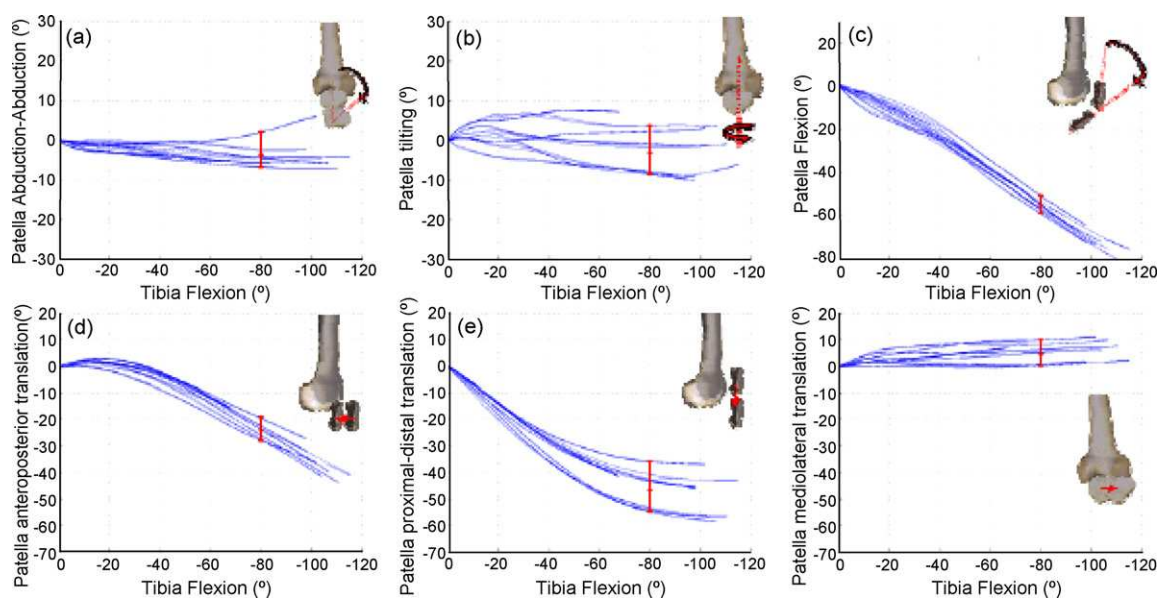 (a)
Patella Abduction-Abduction (º)
30
20
10
0
-10
-20
-30
0 -20 -40 -60 -80 -100 -120
Tibia Flexion (º)
(b)
Patella tilting (º)
30
20
10
0
-10
-20
-30
0 -20 -40 -60 -80 -100 -120
Tibia Flexion (º)
(c)
Patella Flexion (º)
20
0
-20
-40
-60
-80
0 -20 -40 -60 -80 -100 -120
Tibia Flexion (º)
(d)
Patella anteroposterior translation(º)
20
10
0
-10
-20
-30
-40
-50
-60
-70
0 -20 -40 -60 -80 -100 -120
Tibia Flexion (º)
(e)
Patella proximal-distal translation(º)
20
10
0
-10
-20
-30
-40
-50
-60
-70
0 -20 -40 -60 -80 -100 -120
Tibia Flexion (º)
Patella mediolateral translation(º)
20
10
0
-10
-20
-30
-40
-50
-60
-70
0 -20 -40 -60 -80 -100 -120
Tibia Flexion (º)